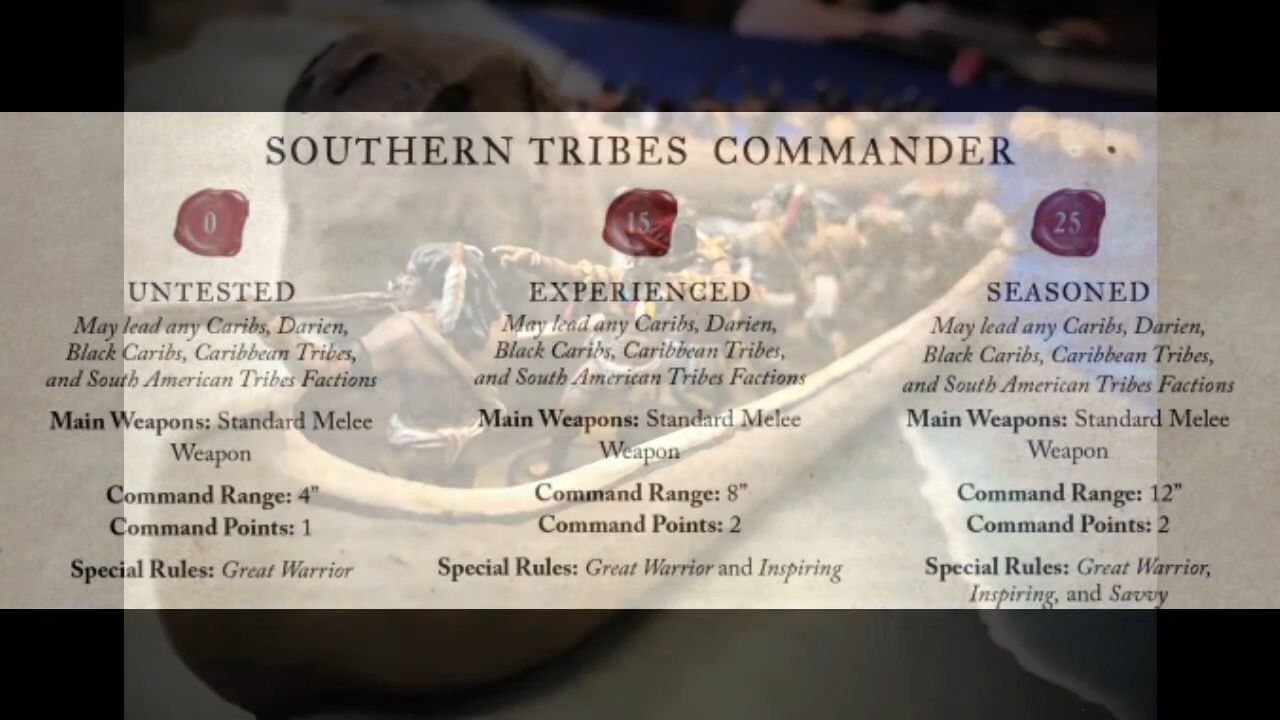 SOUTHERN TRIBES COMMANDER
0
UNTESTED
May lead any Caribs, Darien,
Black Caribs, Caribbean Tribes,
and South American Tribes Factions
Main Weapons: Standard Melee
Weapon
Command Range: 4”
Command Points: 1
Special Rules: Great Warrior
15
EXPERIENCED
May lead any Caribs, Darien,
Black Caribs, Caribbean Tribes,
and South American Tribes Factions
Main Weapons: Standard Melee
Weapon
Command Range: 8”
Command Points: 2
Special Rules: Great Warrior and Inspiring
25
SEASONED
May lead any Caribs, Darien,
Black Caribs, Caribbean Tribes,
and South American Tribes Factions
Main Weapons: Standard Melee
Weapon
Command Range: 12”
Command Points: 2
Special Rules: Great Warrior,
Inspiring, and Savvy